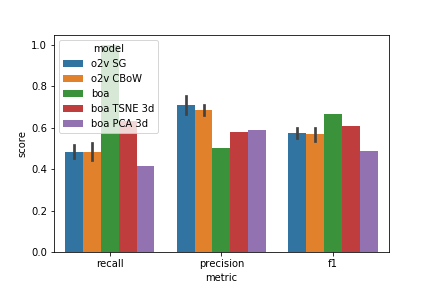 1.0
0.8
0.6
0.4
0.2
0.0
score
model
o2v SG
o2v CBoW
boa
boa TSNE 3d
boa PCA 3d
recall
precision
f1
metric